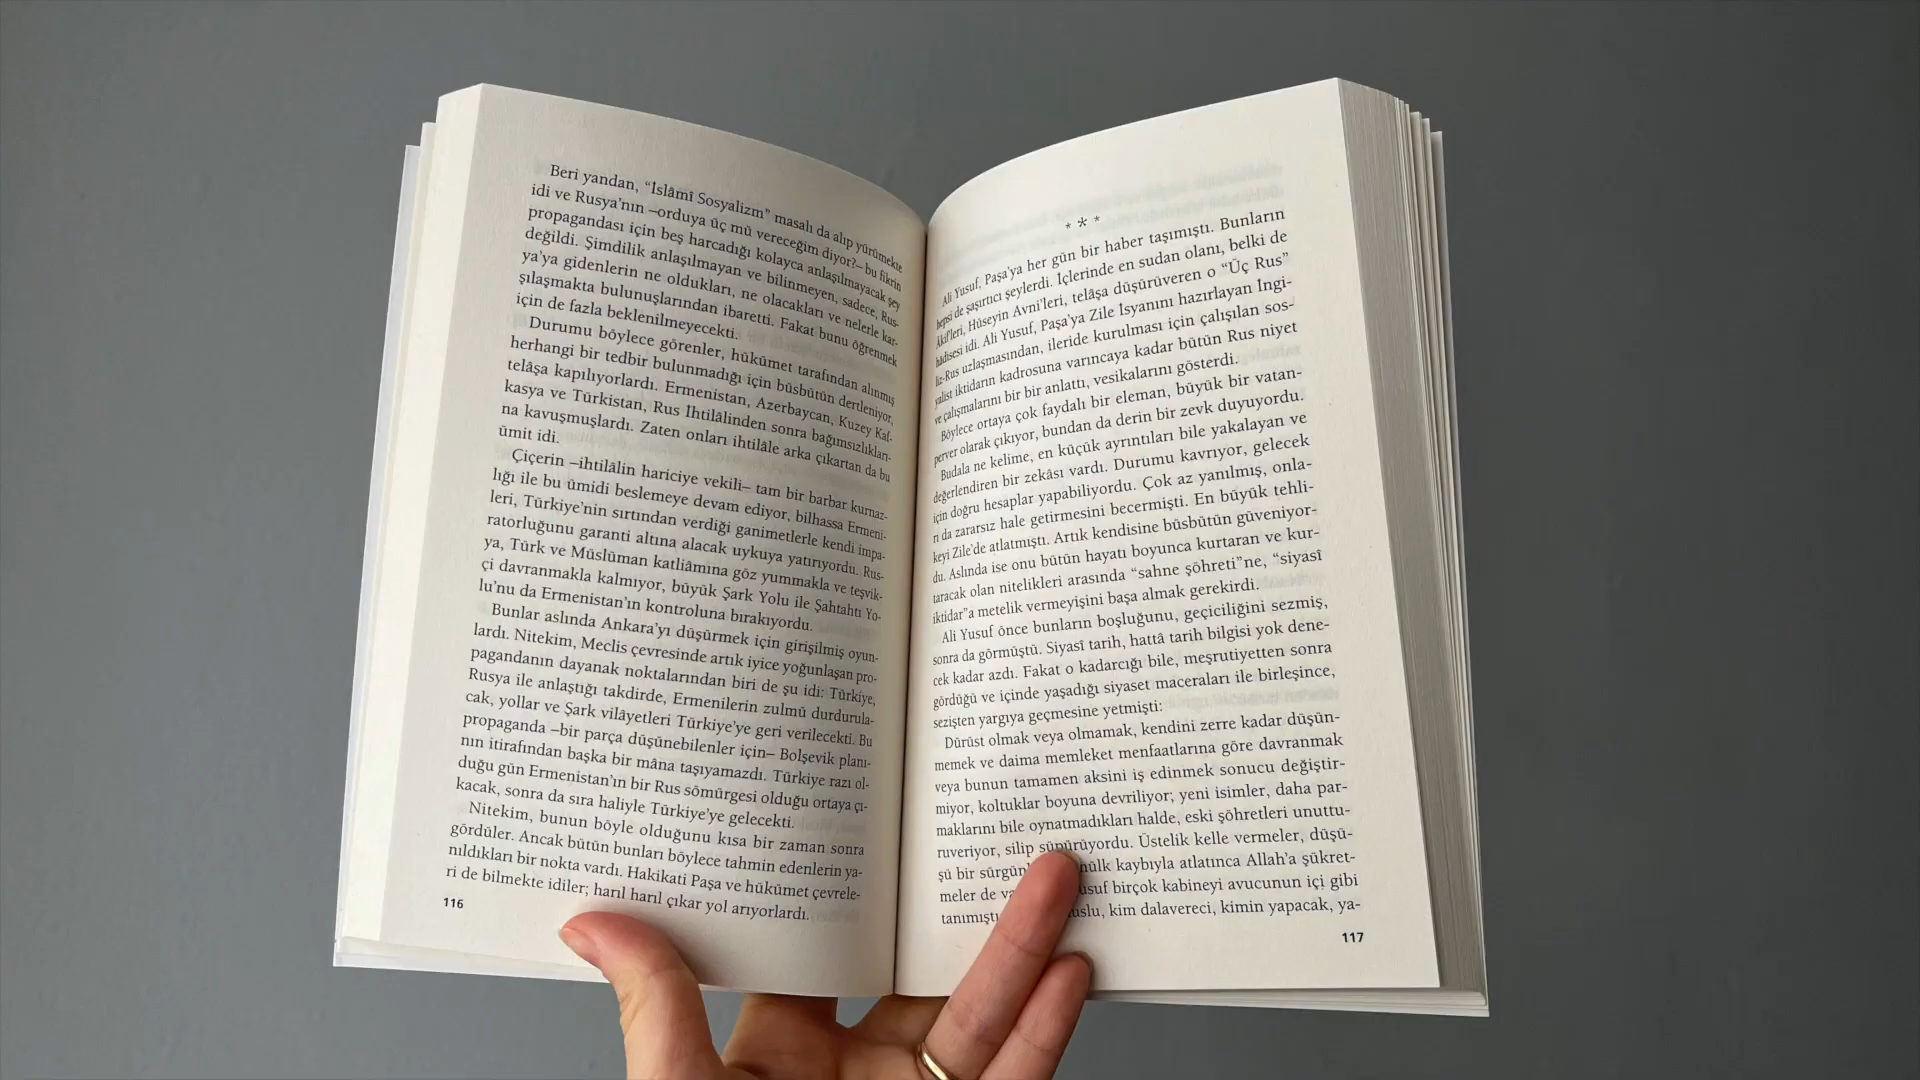 Beri yandan, “İslâmî Sosyalizm” masalı da alıp yürümekte
idi ve Rusya’nın –orduya üç mü vereceğim diyor?– bu fikrin
propagandası için beş harcadığı kolayca anlaşılmayacak şey
değildi. Şimdilik anlaşılmayan ve bilinmeyen, sadece, Rus-
ya’ya gidenlerin ne oldukları, ne olacakları ve nelerle kar-
şılaşmakta bulunuşlarından ibaretti. Fakat bunu öğrenmek
için de fazla beklenilmeyecekti.
Durumu böylece görenler, hükûmet tarafından alınmış
herhangi bir tedbir bulunmadığı için büsbütün dertleniyor,
telâşa kapılıyorlardı. Ermenistan, Azerbaycan, Kuzey Kaf-
kasya ve Türkistan, Rus İhtilâlinden sonra bağımsızlıkları-
na kavuşmuşlardı. Zaten onları ihtilâle arka çıkartan da bu
ümit idi.
Çiçerin –ihtilâlin hariciye vekili– tam bir barbar kurnaz-
lığı ile bu ümidi beslemeye devam ediyor, bilhassa Ermeni-
leri, Türkiye’nin sırtından verdiği ganimetlerle kendi impa-
ratorluğunu garanti altına alacak uykuya yatırıyordu. Rus-
ya, Türk ve Müslüman katliâmına göz yummakla ve teşvik-
çi davranmakla kalmıyor, büyük Şark Yolu ile Şahtahtı Yo-
lu’nu da Ermenistan’ın kontroluna bırakıyordu.
Bunlar aslında Ankara’yı düşürmek için girişilmiş oyun-
lardı. Nitekim, Meclis çevresinde artık iyice yoğunlaşan pro-
pagandanın dayanak noktalarından biri de şu idi: Türkiye,
Rusya ile anlaştığı takdirde, Ermenilerin zulmü durdurula-
cak, yollar ve Şark vilâyetleri Türkiye’ye geri verilecekti. Bu
propaganda –bir parça düşünebilenler için– Bolşevik planı-
nın itirafından başka bir mâna taşıyamazdı. Türkiye razı ol-
duğu gün Ermenistan’ın bir Rus sömürgesi olduğu ortaya çı-
kacak, sonra da sıra haliyle Türkiye’ye gelecekti.
Nitekim, bunun böyle olduğunu kısa bir zaman sonra
gördüler. Ancak bütün bunları böylece tahmin edenlerin ya-
nıldıkları bir nokta vardı. Hakikati Paşa ve hükûmet çevrele-
ri de bilmekte idiler; harıl harıl çıkar yol arıyorlardı.
116
* * *
Ali Yusuf, Paşa’ya her gün bir haber taşımıştı. Bunların
hepsi de şaşırtıcı şeylerdi. İçlerinde en sudan olanı, belki de
Âkif’leri, Hüseyin Avni’leri, telâşa düşürüveren o “Üç Rus”
hâdisesi idi. Ali Yusuf, Paşa’ya Zile İsyanını hazırlayan İngi-
liz-Rus uzlaşmasından, ileride kurulması için çalışılan sos-
yalist iktidarın kadrosuna varıncaya kadar bütün Rus niyet
ve çalışmalarını bir bir anlattı, vesikalarını gösterdi.
Böylece ortaya çok faydalı bir eleman, büyük bir vatan-
perver olarak çıkıyor, bundan da derin bir zevk duyuyordu.
Budala ne kelime, en küçük ayrıntıları bile yakalayan ve
değerlendiren bir zekâsı vardı. Durumu kavrıyor, gelecek
için doğru hesaplar yapabiliyordu. Çok az yanılmış, onla-
rı da zararsız hale getirmesini becermişti. En büyük tehli-
keyi Zile’de atlatmıştı. Artık kendisine büsbütün güveniyor-
du. Aslında ise onu bütün hayatı boyunca kurtaran ve kur-
taracak olan nitelikleri arasında “sahne şöhreti”ne, “siyasî
iktidar”a metelik vermeyişini başa almak gerekirdi.
Ali Yusuf önce bunların boşluğunu, geçiciliğini sezmiş,
sonra da görmüştü. Siyasî tarih, hattâ tarih bilgisi yok dene-
cek kadar azdı. Fakat o kadarcığı bile, meşrutiyetten sonra
gördüğü ve içinde yaşadığı siyaset maceraları ile birleşince,
sezişten yargıya geçmesine yetmişti:
Dürüst olmak veya olmamak, kendini zerre kadar düşün-
memek ve daima memleket menfaatlarına göre davranmak
veya bunun tamamen aksini iş edinmek sonucu değiştir-
miyor, koltuklar boyuna devriliyor; yeni isimler, daha par-
maklarını bile oynatmadıkları halde, eski şöhretleri unuttu-
ruveriyor, silip süpürüyordu. Üstelik kelle vermeler, düşü-
şü bir sürgün kaybıyla atlatınca Allah’a şükret-
meler de birçok kabineyi avucunun içi gibi
kim dalavereci, kimin yapacak, ya-
117